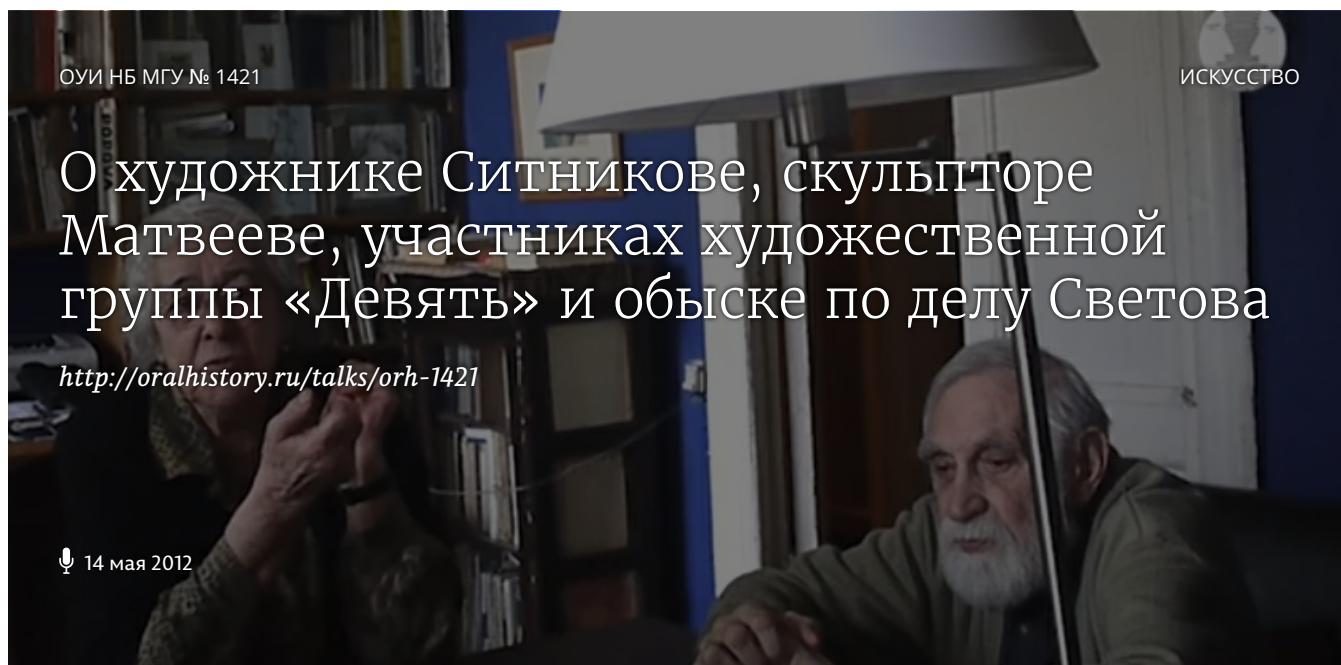 ОУИ НБ МГУ № 1421
ИСКУССТВО
О художнике Ситникове, скульпторе
Матвееве, участниках художественной
группы «Девять» и обыске по делу Светова
http://oralhistory.ru/talks/orh-1421
14 мая 2012